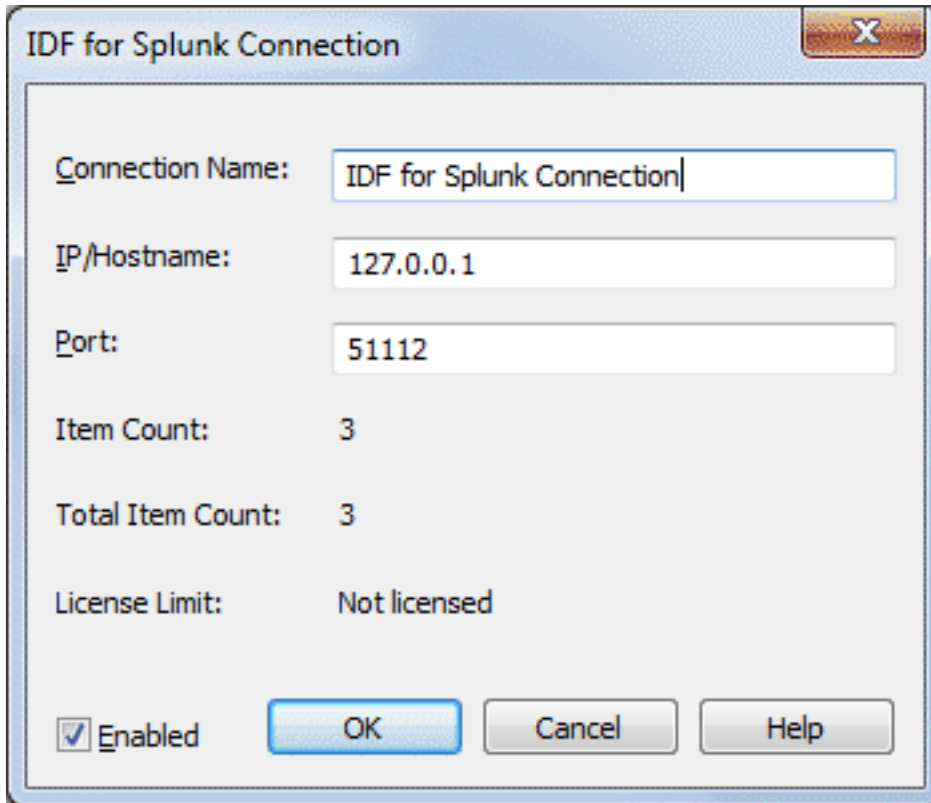 IDF for Splunk Connection
Connection Name: IDF for Splunk Connection
IP/Hostname: 127.0.0.1
Port: 51112
Item Count: 3
Total Item Count: 3
License Limit: Not licensed
Enabled OK Cancel Help